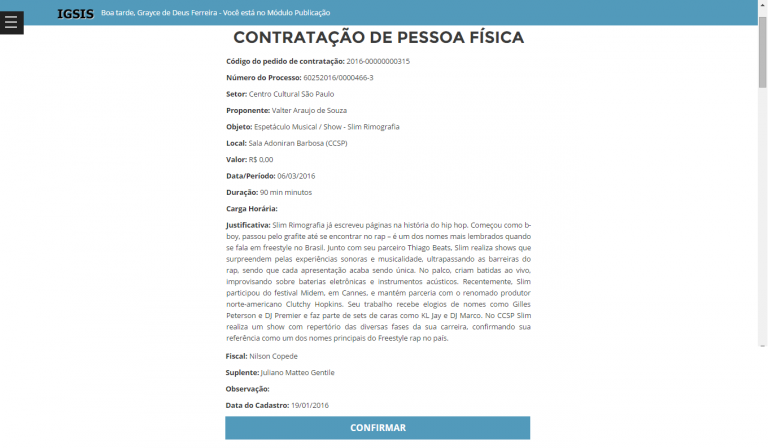 IGSIS Boa tarde, Grayce de Deus Ferreira - Você está no Módulo Publicação
CONTRATAÇÃO DE PESSOA FÍSICA
Código do pedido de contratação: 2016-00000000315
Número do Processo: 60252016/0000466-3
Setor: Centro Cultural São Paulo
Proponente: Valter Araujo de Souza
Objeto: Espetáculo Musical / Show - Slim Rimografia
Local: Sala Adoniran Barbosa (CCSP)
Valor: R$ 0,00
Data/Período: 06/03/2016
Duração: 90 min minutos
Carga Horária:
Justificativa: Slim Rimografia já escreveu páginas na história do hip hop. Começou como b-
boy, passou pelo grafite até se encontrar no rap – é um dos nomes mais lembrados quando
se fala em freestyle no Brasil. Junto com seu parceiro Thiago Beats, Slim realiza shows que
surpreendem pelas experiências sonoras e musicalidade, ultrapassando as barreiras do
rap, sendo que cada apresentação acaba sendo única. No palco, criam batidas ao vivo,
improvisando sobre baterias eletrônicas e instrumentos acústicos. Recentemente, Slim
participou do festival Midem, em Cannes, e mantém parceria com o renomado produtor
norte-americano Clutchy Hopkins. Seu trabalho recebe elogios de nomes como Gilles
Peterson e DJ Premier e faz parte de sets de caras como KL Jay e DJ Marco. No CCSP Slim
realiza um show com repertório das diversas fases da sua carreira, confirmando sua
referência como um dos nomes principais do Freestyle rap no país.
Fiscal: Nilson Copede
Suplente: Juliano Matteo Gentile
Observação:
Data do Cadastro: 19/01/2016
CONFIRMAR